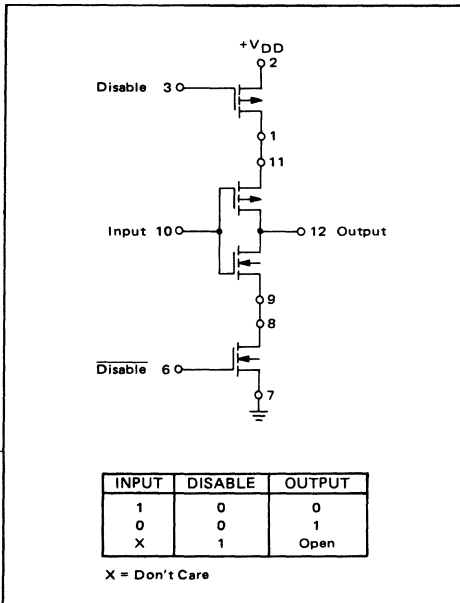 +VDD
2
Disable 3
1
11
Input 10
12 Output
9
8
Disable 6
7
INPUT DISABLE OUTPUT
1 0 0
0 0 1
X 1 Open
X = Don't Care